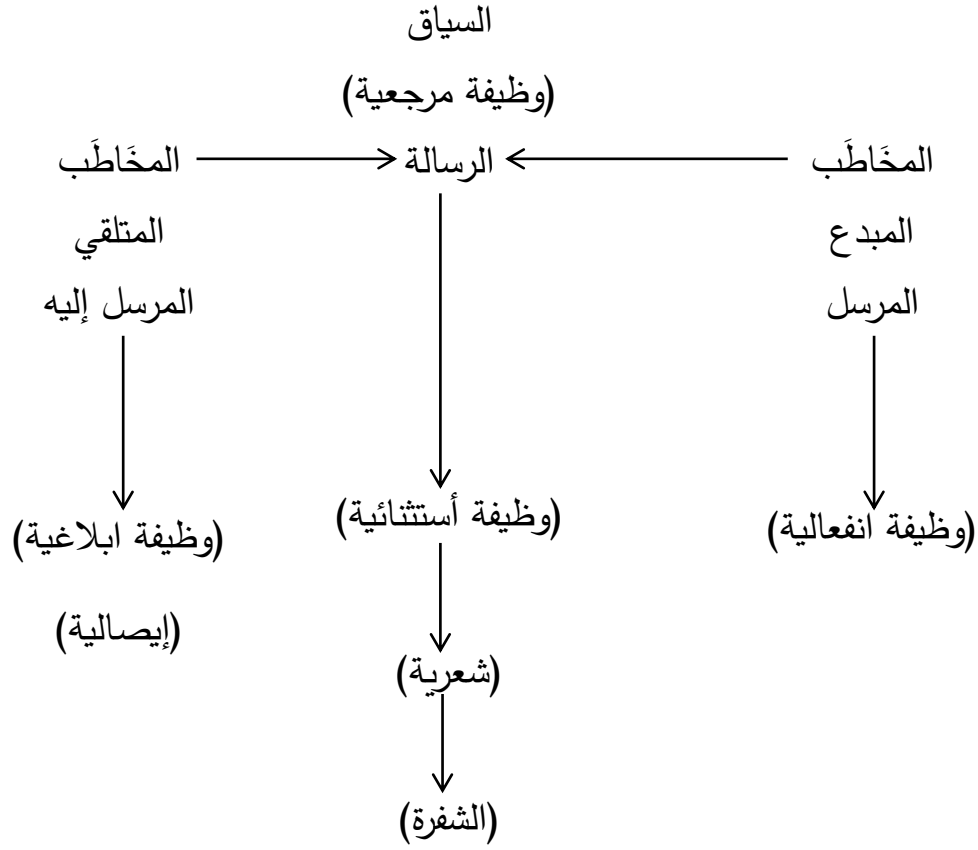 السياق
(وظيفة مرجعية)
المخَاطَب
الرسالة
المخَاطَب
المبدع
المتلقي
المرسل
المرسل إليه
(وظيفة انفعالية)
(وظيفة أستثنائية)
(وظيفة ابلاغية)
(إيصالية)
(شعرية)
(الشفرة)